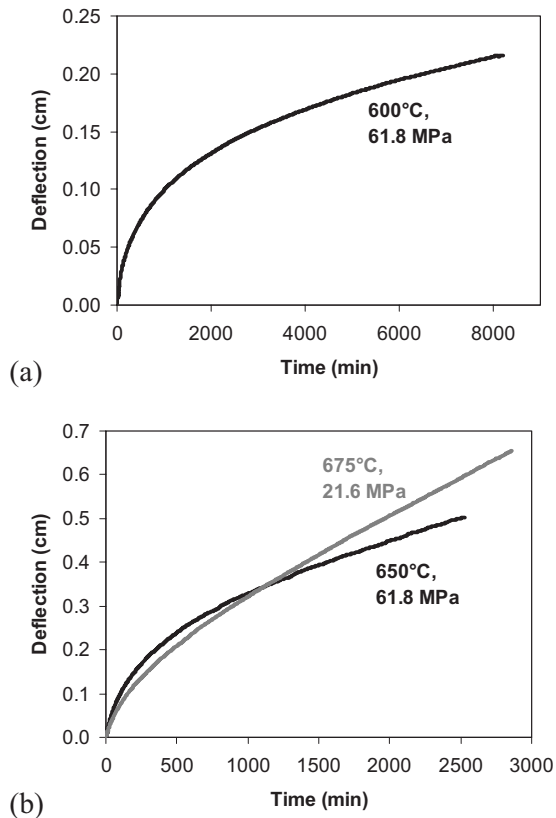 0.25
0.20
0.15
0.10
0.05
0.00
Deflection (cm)
600°C,
61.8 MPa
0 2000 4000 6000 8000
Time (min)
(a)
0.7
0.6
0.5
0.4
0.3
0.2
0.1
0.0
Deflection (cm)
675°C,
21.6 MPa
650°C,
61.8 MPa
0 500 1000 1500 2000 2500 3000
Time (min)
(b)